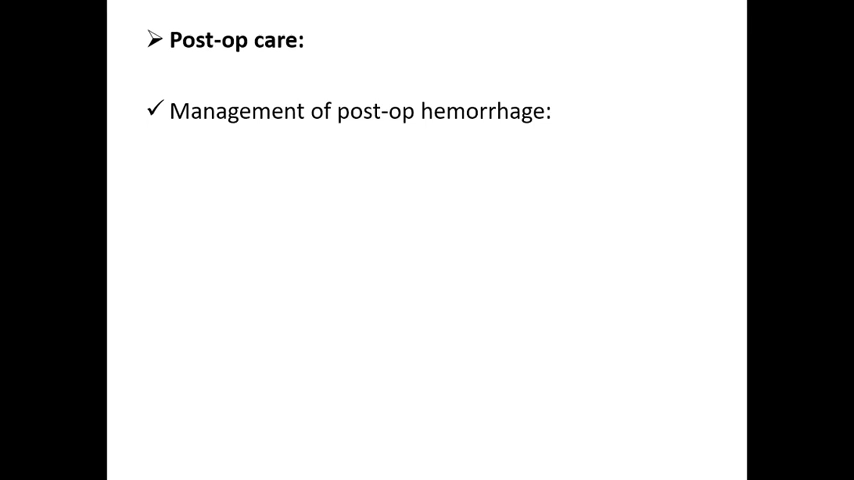 ➢ Post-op care:
✓ Management of post-op hemorrhage: